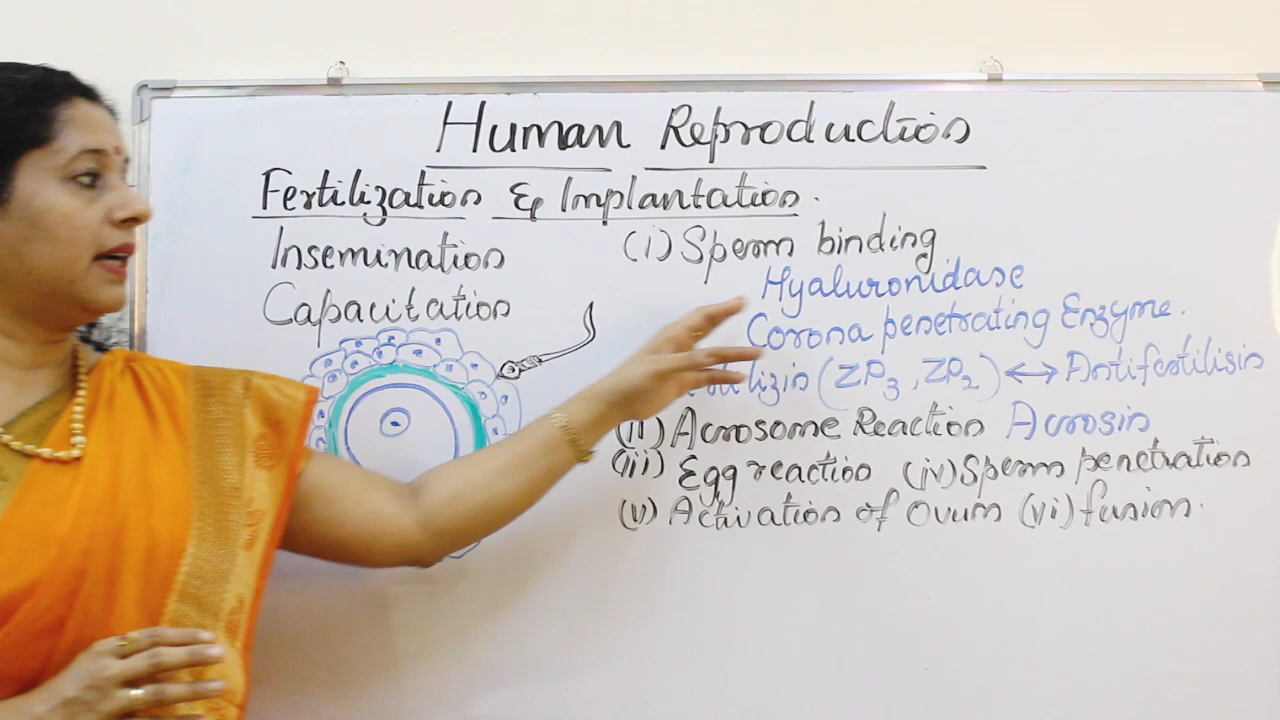 Human Reproduction
Fertilization & Implantation.
Insemination
Capacitation
(i) Sperm binding
Hyaluronidase
Corona penetrating Enzyme.
(ZP3, ZP2) ↔ Antifertilisin
(ii) Acrosome Reaction Acrosin
(iii) Egg reaction (iv) Sperm penetration
(v) Activation of Ovum (vi) fusion.